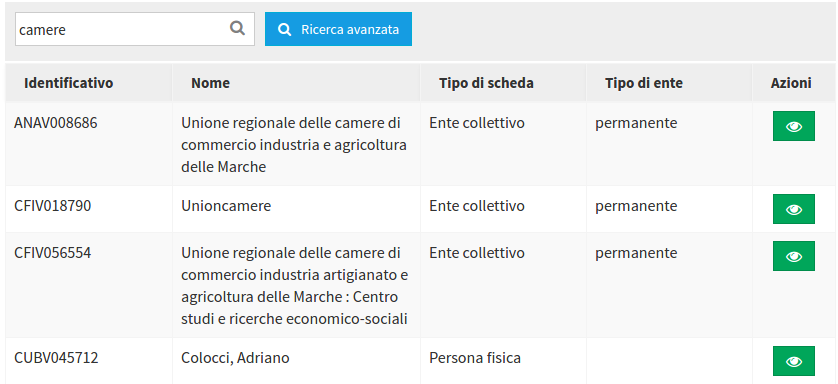 camere
Ricerca avanzata
Identificativo Nome Tipo di scheda Tipo di ente Azioni
ANAV008686 Unione regionale delle camere di Ente collettivo permanente
commercio industria e agricoltura
delle Marche
CFIV018790 Unioncamere Ente collettivo permanente
CFIV056554 Unione regionale delle camere di Ente collettivo permanente
commercio industria artigianato e
agricoltura delle Marche : Centro
studi e ricerche economico-sociali
CUBV045712 Colocci, Adriano Persona fisica